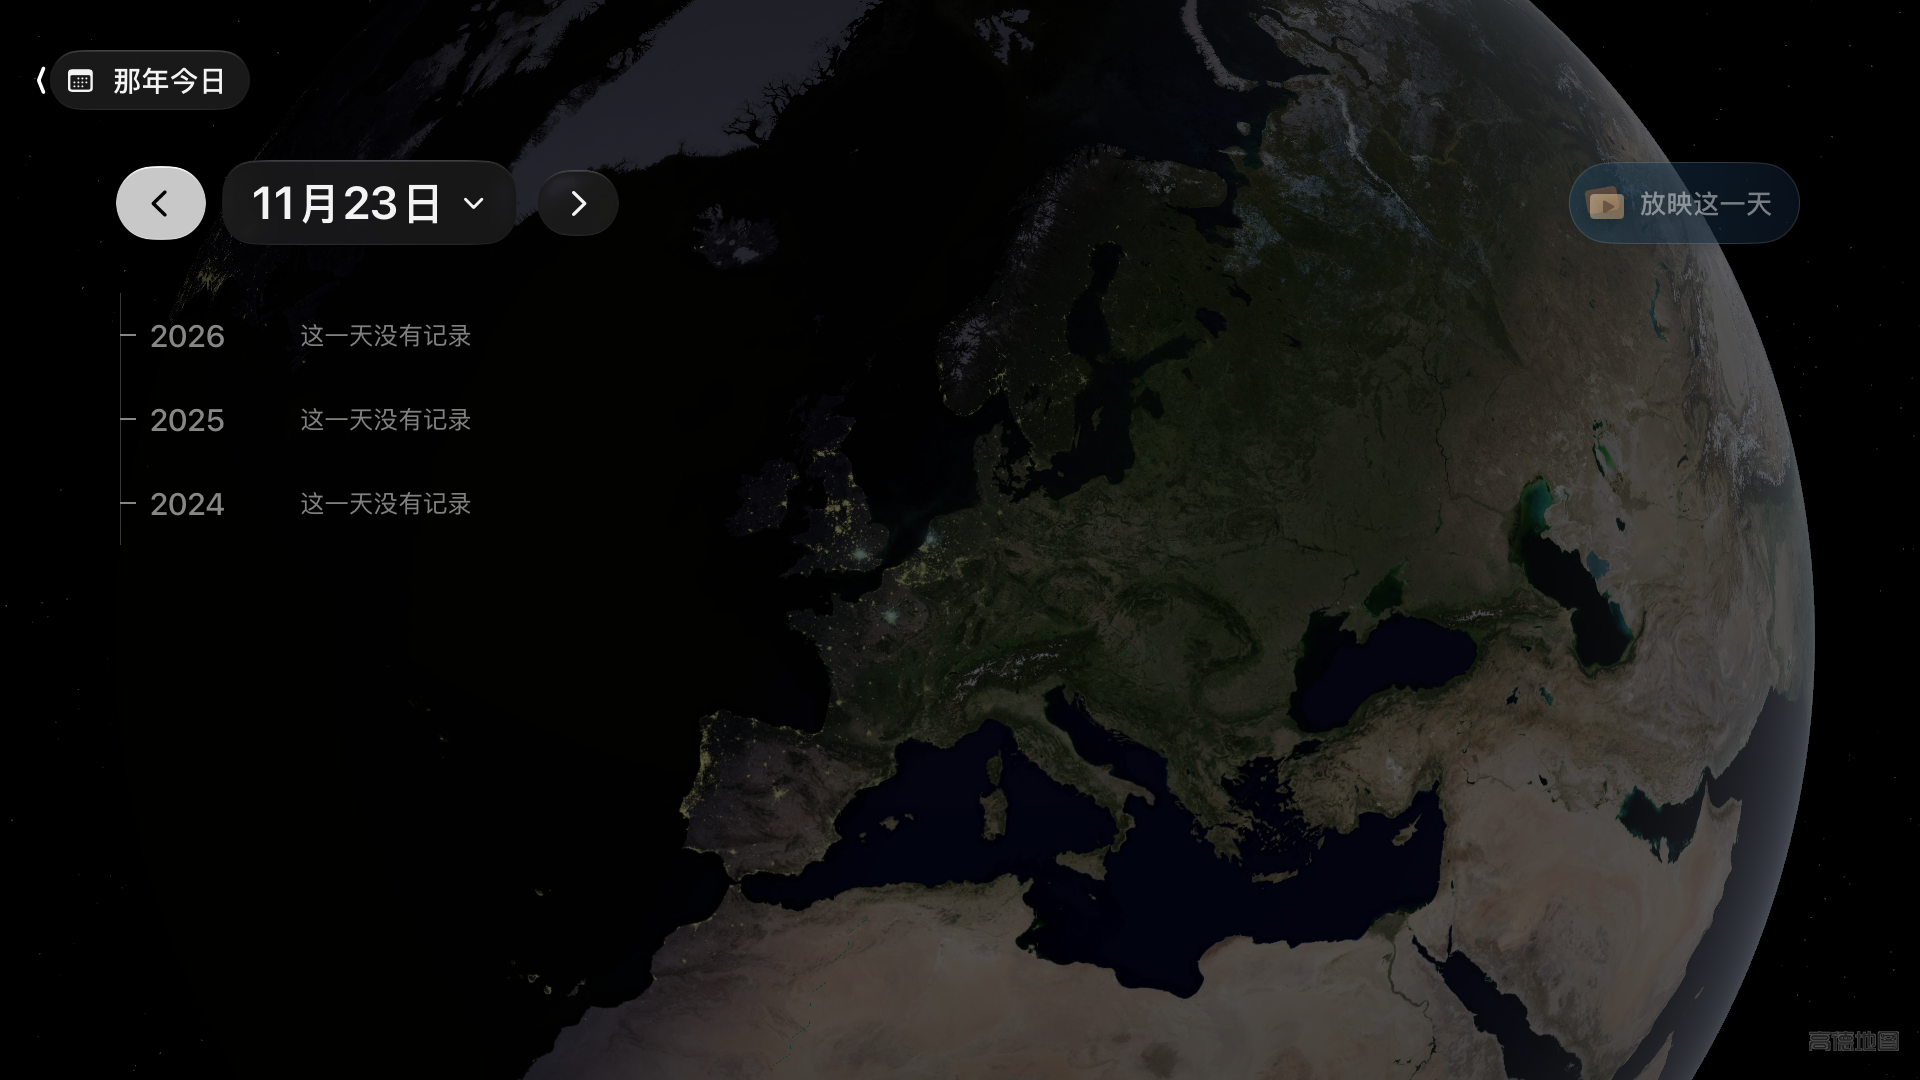 那年今日
11月23日
放映这一天
2026 这一天没有记录
2025 这一天没有记录
2024 这一天没有记录
高德地图